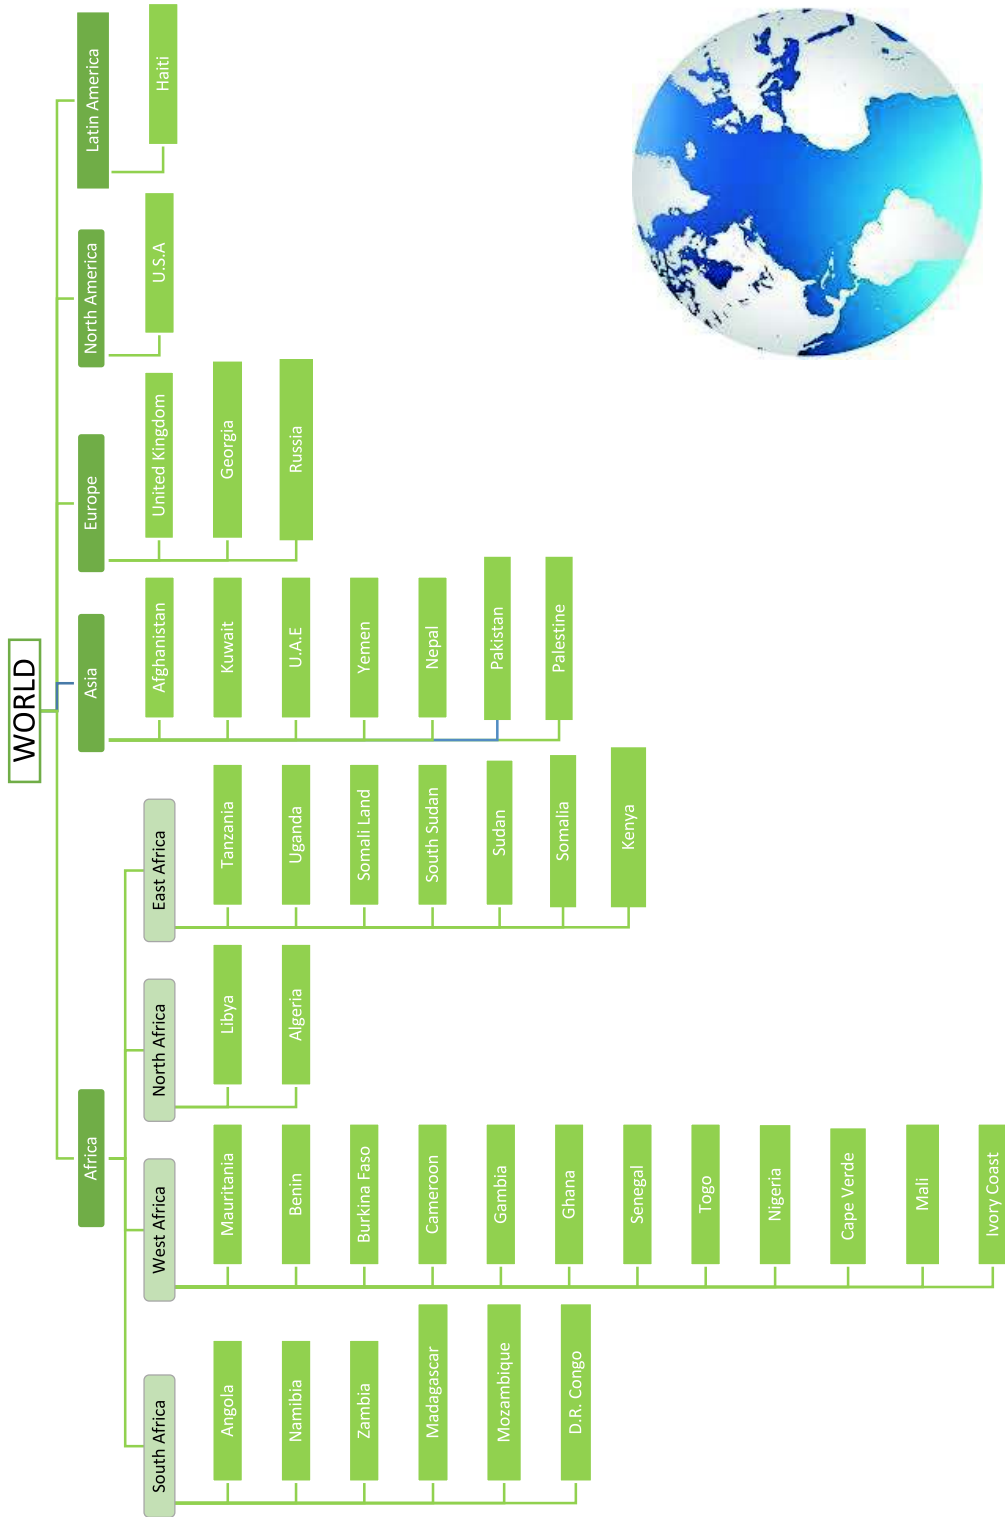 WORLD
Africa
South Africa
Angola
Namibia
Zambia
Madagascar
Mozambique
D.R. Congo
West Africa
Mauritania
Benin
Burkina Faso
Cameroon
Gambia
Ghana
Senegal
Togo
Nigeria
Cape Verde
Mali
Ivory Coast
North Africa
Libya
Algeria
East Africa
Tanzania
Uganda
Somali Land
South Sudan
Sudan
Somalia
Kenya
Asia
Afghanistan
Kuwait
U.A.E
Yemen
Nepal
Pakistan
Palestine
Europe
United Kingdom
Georgia
Russia
North America
U.S.A
Latin America
Haiti